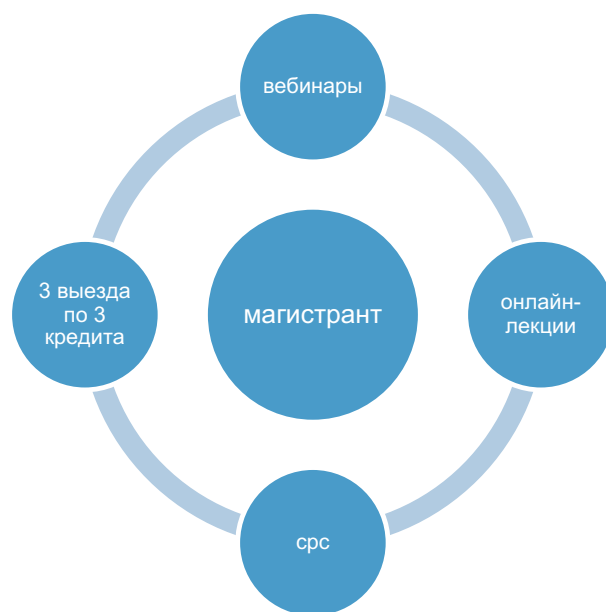 вебинары
3 выезда
по 3
кредита
магистрант
онлайн-
лекции
срс